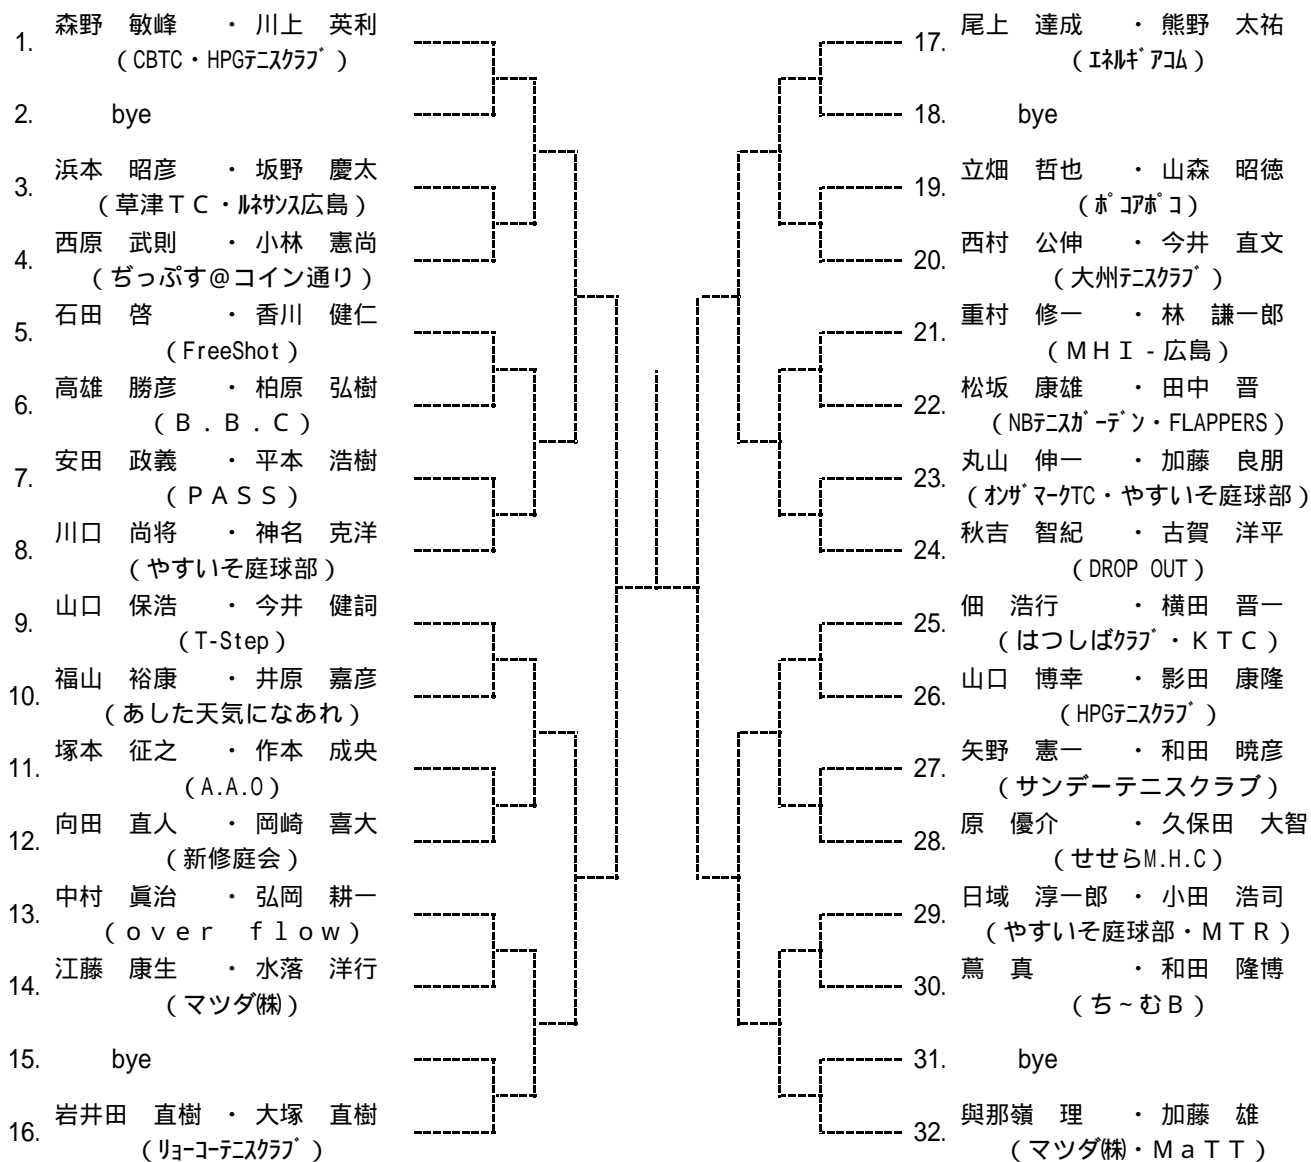 1. 森野　敏峰　・ 川上　英利
（CBTC・HPGﾃﾆｽｸﾗﾌﾞ）
2. bye
3. 浜本　昭彦　・ 坂野　慶太
（草津ＴＣ・ﾙﾈｻﾝｽ広島）
4. 西原　武則　・ 小林　憲尚
（ぢっぷす＠コイン通り）
5. 石田　啓　・ 香川　健仁
（FreeShot）
6. 高雄　勝彦　・ 柏原　弘樹
（Ｂ．Ｂ．Ｃ）
7. 安田　政義　・ 平本　浩樹
（ＰＡＳＳ）
8. 川口　尚将　・ 神名　克洋
（やすいそ庭球部）
9. 山口　保浩　・ 今井　健詞
（T-Step）
10. 福山　裕康　・ 井原　嘉彦
（あした天気になあれ）
11. 塚本　征之　・ 作本　成央
（A.A.O）
12. 向田　直人　・ 岡崎　喜大
（新修庭会）
13. 中村　眞治　・ 弘岡　耕一
（ｏｖｅｒ　ｆｌｏｗ）
14. 江藤　康生　・ 水落　洋行
（マツダ㈱）
15. bye
16. 岩井田　直樹　・ 大塚　直樹
（ﾘｮｰｺｰﾃﾆｽｸﾗﾌﾞ）
17. 尾上　達成　・ 熊野　太祐
（ｴﾈﾙｷﾞｱｺﾑ）
18. bye
19. 立畑　哲也　・ 山森　昭徳
（ﾎﾟｺｱﾎﾟｺ）
20. 西村　公伸　・ 今井　直文
（大州ﾃﾆｽｸﾗﾌﾞ）
21. 重村　修一　・ 林　謙一郎
（ＭＨＩ‐広島）
22. 松坂　康雄　・ 田中　晋
（NBﾃﾆｽｶﾞｰﾃﾞﾝ・FLAPPERS）
23. 丸山　伸一　・ 加藤　良朋
（ｵﾝｻﾞﾏｰｸTC・やすいそ庭球部）
24. 秋吉　智紀　・ 古賀　洋平
（DROP OUT）
25. 佃　浩行　・ 横田　晋一
（はつしばｸﾗﾌﾞ・ＫＴＣ）
26. 山口　博幸　・ 影田　康隆
（HPGﾃﾆｽｸﾗﾌﾞ）
27. 矢野　憲一　・ 和田　暁彦
（サンデーテニスクラブ）
28. 原　優介　・ 久保田　大智
（せせらM.H.C）
29. 日域　淳一郎　・ 小田　浩司
（やすいそ庭球部・ＭＴＲ）
30. 蔦　真　・ 和田　隆博
（ち～むＢ）
31. bye
32. 與那嶺　理　・ 加藤　雄
（マツダ㈱・ＭａＴＴ）